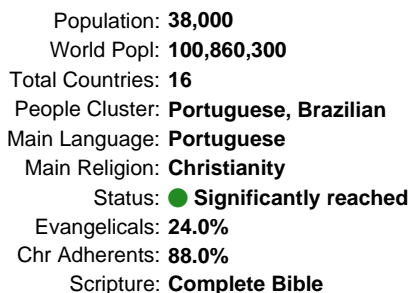 Population: 38,000
World Popl: 100,860,300
Total Countries: 16
People Cluster: Portuguese, Brazilian
Main Language: Portuguese
Main Religion: Christianity
Status: Significantly reached
Evangelicals: 24.0%
Chr Adherents: 88.0%
Scripture: Complete Bible